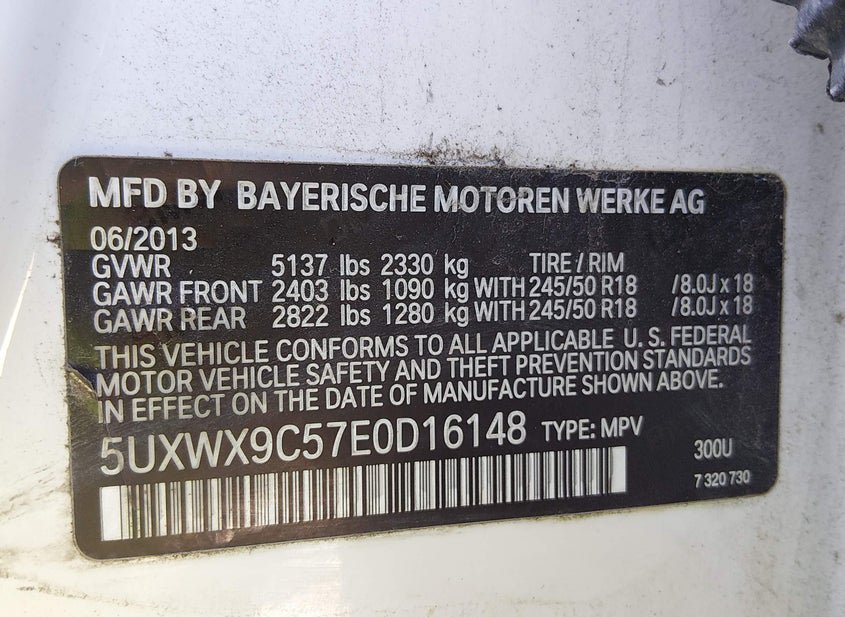 MFD BY BAYERISCHE MOTOREN WERKE AG
06/2013
GVWR 5137 lbs 2330 kg TIRE / RIM
GAWR FRONT 2403 lbs 1090 kg WITH 245/50 R18 /8.0J x 18
GAWR REAR 2822 lbs 1280 kg WITH 245/50 R18 /8.0J x 18
THIS VEHICLE CONFORMS TO ALL APPLICABLE U. S. FEDERAL
MOTOR VEHICLE SAFETY AND THEFT PREVENTION STANDARDS
IN EFFECT ON THE DATE OF MANUFACTURE SHOWN ABOVE.
5UXWX9C57E0D16148 TYPE: MPV
300U
7 320 730